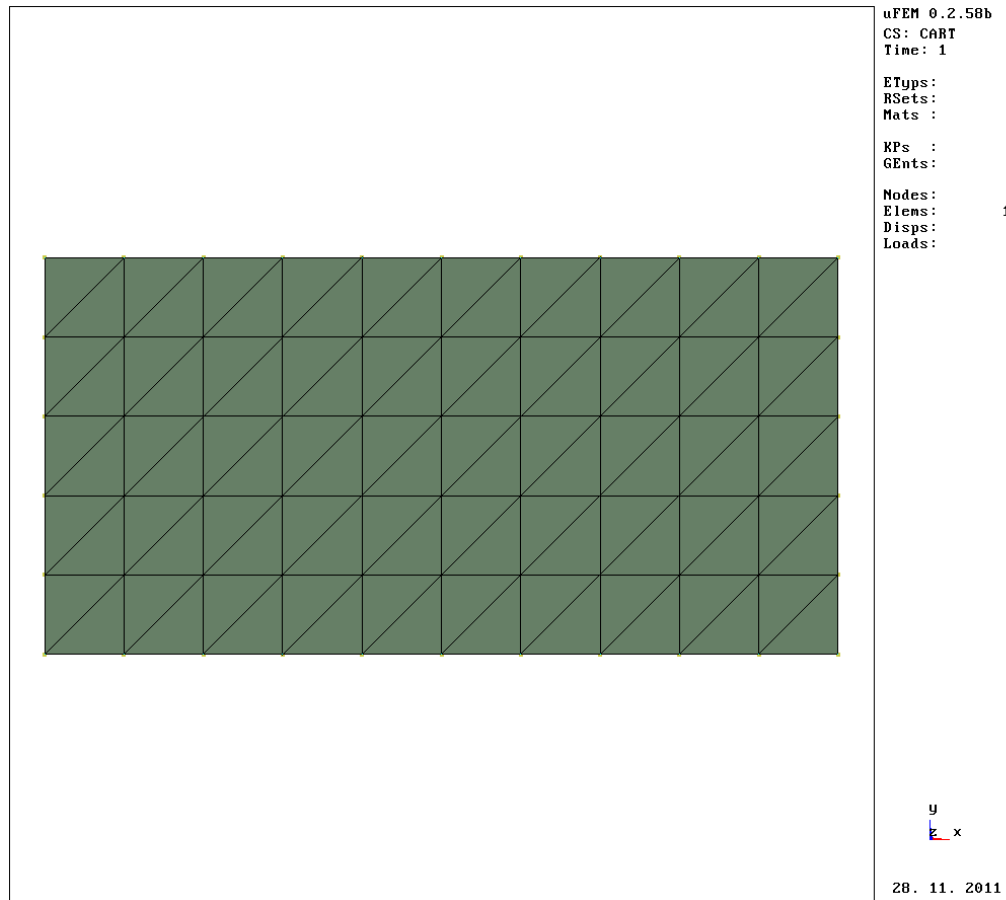 uFEM 0.2.58b
CS: CART
Time: 1
ETyps:
RSets:
Mats :
KPs :
GEnts:
Nodes:
Elems: 1
Disps:
Loads:
y
z x
28. 11. 2011